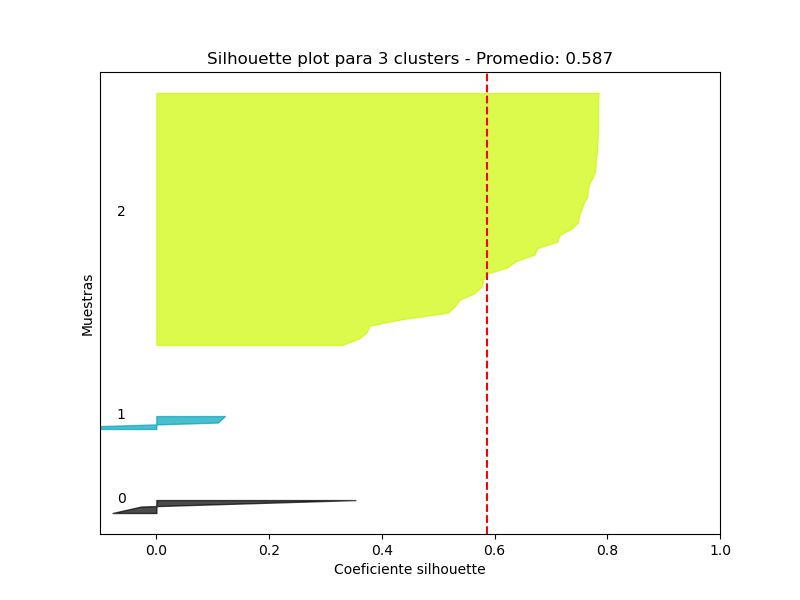 Silhouette plot para 3 clusters - Promedio: 0.587
Muestras
2
1
0
0.0 0.2 0.4 0.6 0.8 1.0
Coeficiente silhouette